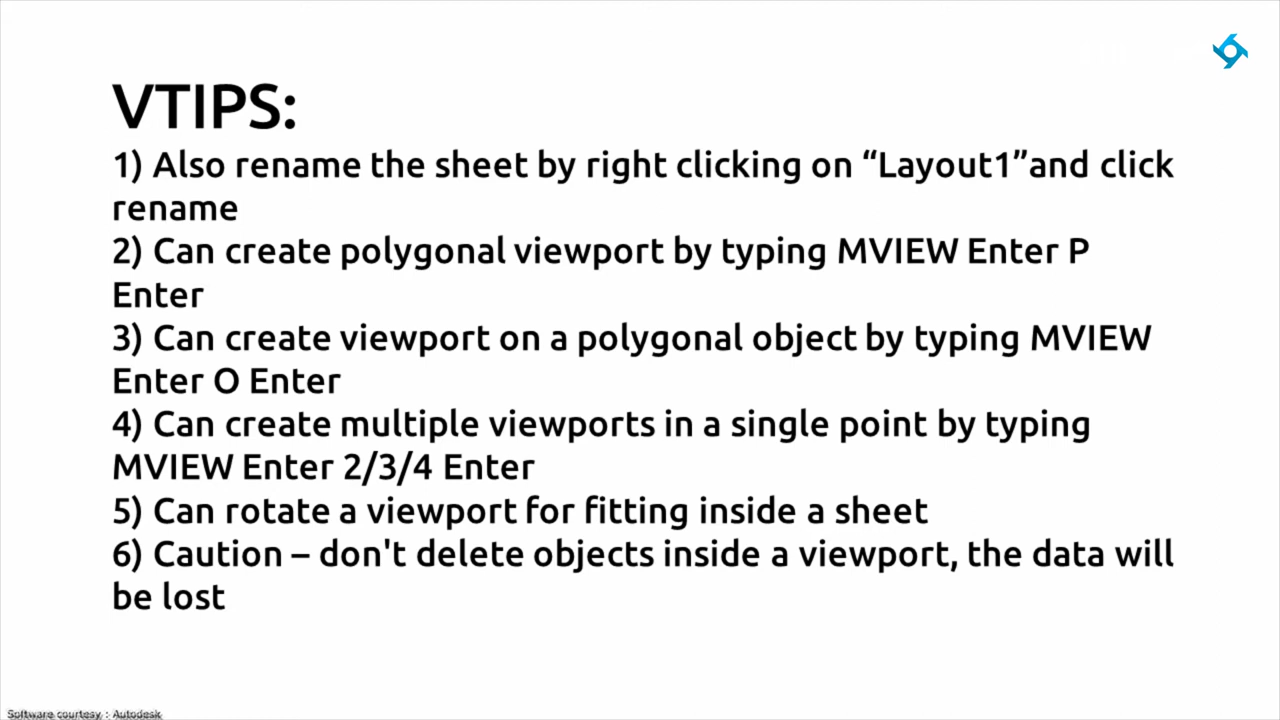 VTIPS:
1) Also rename the sheet by right clicking on “Layout1”and click
rename
2) Can create polygonal viewport by typing MVIEW Enter P
Enter
3) Can create viewport on a polygonal object by typing MVIEW
Enter O Enter
4) Can create multiple viewports in a single point by typing
MVIEW Enter 2/3/4 Enter
5) Can rotate a viewport for fitting inside a sheet
6) Caution – don't delete objects inside a viewport, the data will
be lost
Software courtesy : Autodesk